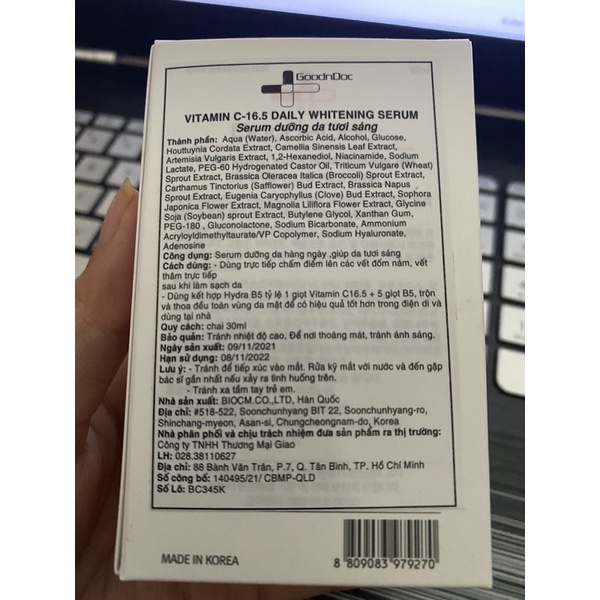 GoodnDoc
VITAMIN C-16.5 DAILY WHITENING SERUM
Serum dưỡng da tươi sáng
Thành phần: Aqua (Water), Ascorbic Acid, Alcohol, Glucose,
Houttuynia Cordata Extract, Camellia Sinensis Leaf Extract,
Artemisia Vulgaris Extract, 1,2-Hexanediol, Niacinamide, Sodium
Lactate, PEG-60 Hydrogenated Castor Oil, Triticum Vulgare (Wheat)
Sprout Extract, Brassica Oleracea Italica (Broccoli) Sprout Extract,
Carthamus Tinctorius (Safflower) Bud Extract, Brassica Napus
Sprout Extract, Eugenia Caryophyllus (Clove) Bud Extract, Sophora
Japonica Flower Extract, Magnolia Liliflora Flower Extract, Glycine
Soja (Soybean) sprout Extract, Butylene Glycol, Xanthan Gum,
PEG-180 , Gluconolactone, Sodium Bicarbonate, Ammonium
Acryloyldimethyltaurate/VP Copolymer, Sodium Hyaluronate,
Adenosine
Công dụng: Serum dưỡng da hàng ngày ,giúp da tươi sáng
Cách dùng: - Dùng trực tiếp chấm điểm lên các vết đốm nám, vết
thâm trực tiếp
sau khi làm sạch da
- Dùng kết hợp Hydra B5 tỷ lệ 1 giọt Vitamin C16.5 + 5 giọt B5, trộn
và thoa đều toàn vùng da mặt để có hiệu quả tốt hơn trong điện di và
dùng tại nhà
Quy cách: chai 30ml
Bảo quản: Tránh nhiệt độ cao, Để nơi thoáng mát, tránh ánh sáng.
Ngày sản xuất: 09/11/2021
Hạn sử dụng: 08/11/2022
Lưu ý: - Tránh để tiếp xúc vào mắt. Rửa kỹ mắt với nước và đến gặp
bác sĩ gần nhất nếu xảy ra tình huống trên.
- Tránh xa tầm tay trẻ em.
Nhà sản xuất: BIOCM.CO.,LTD, Hàn Quốc
Địa chỉ: #518-522, Soonchunhyang BIT 22, Soonchunhyang-ro,
Shinchang-myeon, Asan-si, Chungcheongnam-do, Korea
Nhà phân phối và chịu trách nhiệm đưa sản phẩm ra thị trường:
Công ty TNHH Thương Mại Giao
LH: 028.38110627
Địa chỉ: 88 Bành Văn Trân, P.7, Q. Tân Bình, TP. Hồ Chí Minh
Số công bố: 140495/21/ CBMP-QLD
Số Lô: BC345K
MADE IN KOREA
8 809083 979270